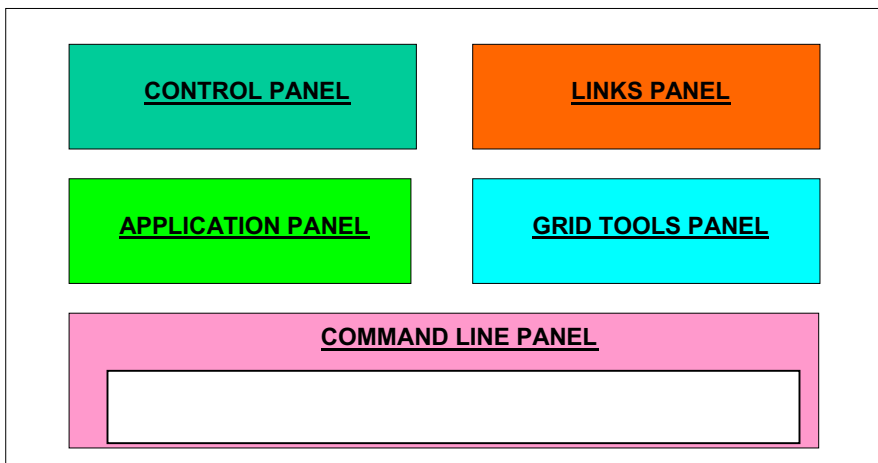 CONTROL PANEL
LINKS PANEL
APPLICATION PANEL
GRID TOOLS PANEL
COMMAND LINE PANEL